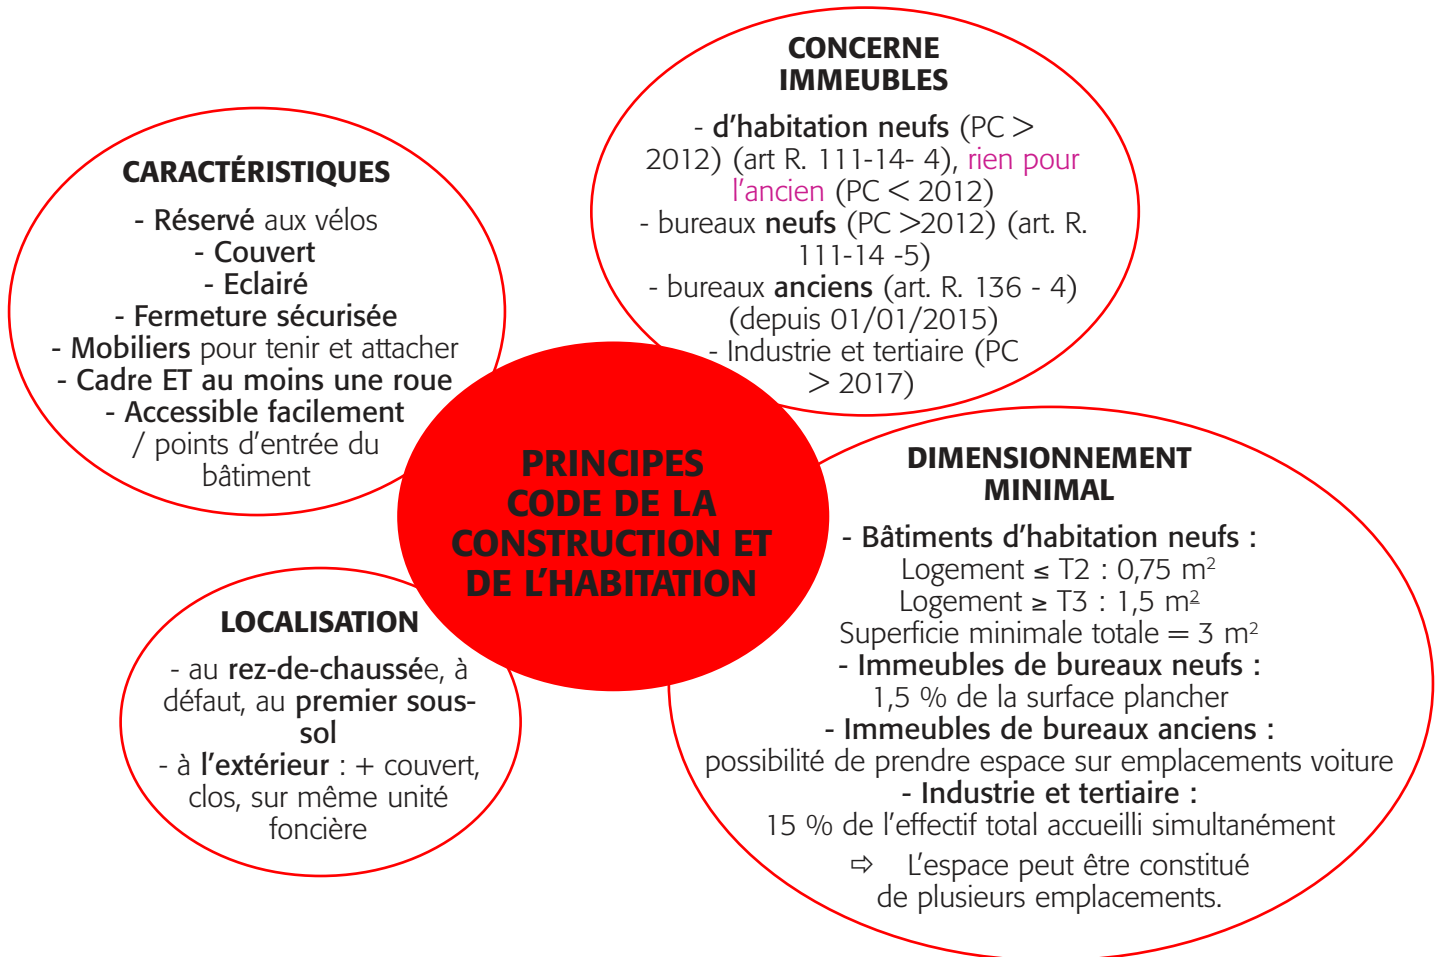 CONCERNE
IMMEUBLES
- d'habitation neufs (PC >
2012) (art R. 111-14- 4), rien pour
l'ancien (PC < 2012)
- bureaux neufs (PC >2012) (art. R.
111-14 -5)
- bureaux anciens (art. R. 136 - 4)
(depuis 01/01/2015)
- Industrie et tertiaire (PC
> 2017)
CARACTÉRISTIQUES
- Réservé aux vélos
- Couvert
- Eclairé
- Fermeture sécurisée
- Mobiliers pour tenir et attacher
- Cadre ET au moins une roue
- Accessible facilement
/ points d'entrée du
bâtiment
PRINCIPES
CODE DE LA
CONSTRUCTION ET
DE L'HABITATION
DIMENSIONNEMENT
MINIMAL
- Bâtiments d'habitation neufs :
Logement ≤ T2 : 0,75 m²
Logement ≥ T3 : 1,5 m²
Superficie minimale totale = 3 m²
- Immeubles de bureaux neufs :
1,5 % de la surface plancher
- Immeubles de bureaux anciens :
possibilité de prendre espace sur emplacements voiture
- Industrie et tertiaire :
15 % de l'effectif total accueilli simultanément
⇨ L'espace peut être constitué
de plusieurs emplacements.
LOCALISATION
- au rez-de-chaussée, à
défaut, au premier sous-
sol
- à l'extérieur : + couvert,
clos, sur même unité
foncière